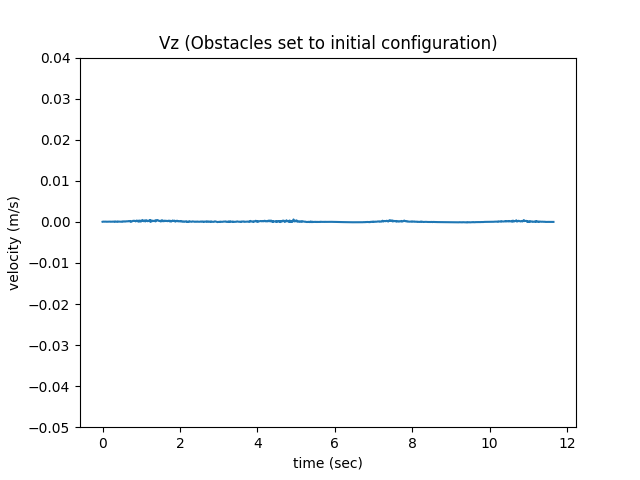 Vz (Obstacles set to initial configuration)
0.04
0.03
0.02
0.01
0.00
−0.01
−0.02
−0.03
−0.04
−0.05
velocity (m/s)
0 2 4 6 8 10 12
time (sec)